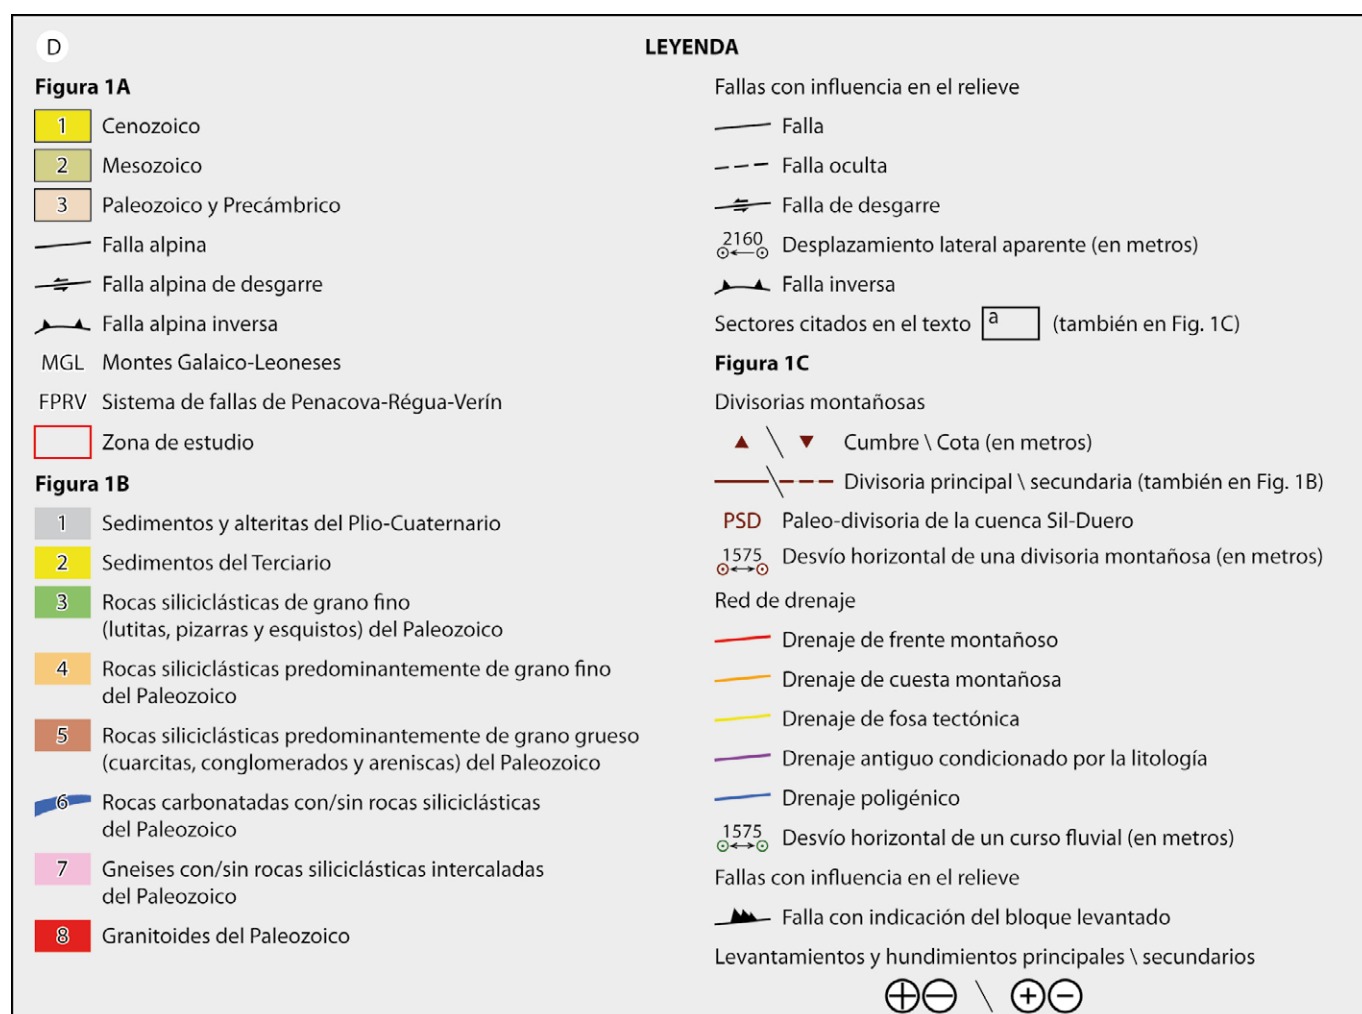 D
LEYENDA
Figura 1A
1 Cenozoico
2 Mesozoico
3 Paleozoico y Precámbrico
Falla alpina
Falla alpina de desgarre
Falla alpina inversa
MGL Montes Galaico-Leoneses
FPRV Sistema de fallas de Penacova-Régua-Verín
Zona de estudio
Figura 1B
1 Sedimentos y alteritas del Plio-Cuaternario
2 Sedimentos del Terciario
3 Rocas siliciclásticas de grano fino
(lutitas, pizarras y esquistos) del Paleozoico
4 Rocas siliciclásticas predominantemente de grano fino
del Paleozoico
5 Rocas siliciclásticas predominantemente de grano grueso
(cuarcitas, conglomerados y areniscas) del Paleozoico
6 Rocas carbonatadas con/sin rocas siliciclásticas
del Paleozoico
7 Gneises con/sin rocas siliciclásticas intercaladas
del Paleozoico
8 Granitoides del Paleozoico
Fallas con influencia en el relieve
Falla
Falla oculta
Falla de desgarre
2160 Desplazamiento lateral aparente (en metros)
Falla inversa
Sectores citados en el texto a (también en Fig. 1C)
Figura 1C
Divisorias montañosas
\ Cumbre \ Cota (en metros)
\ Divisoria principal \ secundaria (también en Fig. 1B)
PSD Paleo-divisoria de la cuenca Sil-Duero
1575 Desvío horizontal de una divisoria montañosa (en metros)
Red de drenaje
Drenaje de frente montañoso
Drenaje de cuesta montañosa
Drenaje de fosa tectónica
Drenaje antiguo condicionado por la litología
Drenaje poligénico
1575 Desvío horizontal de un curso fluvial (en metros)
Fallas con influencia en el relieve
Falla con indicación del bloque levantado
Levantamientos y hundimientos principales \ secundarios
⊕⊖ \ ⊕⊖